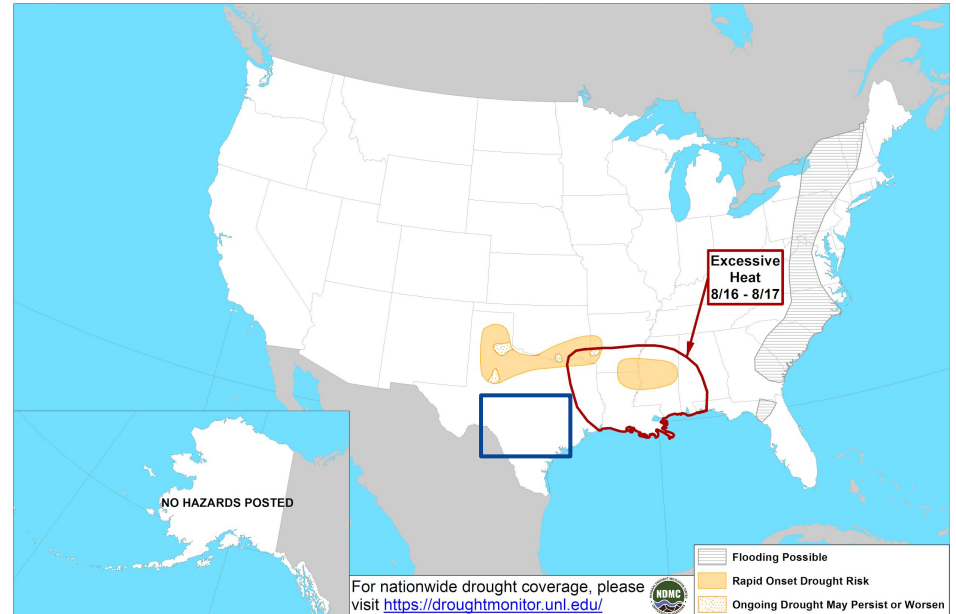 Excessive
Heat
8/16 - 8/17
NO HAZARDS POSTED
For nationwide drought coverage, please
visit https://droughtmonitor.unl.edu/
NDMC
Flooding Possible
Rapid Onset Drought Risk
Ongoing Drought May Persist or Worsen